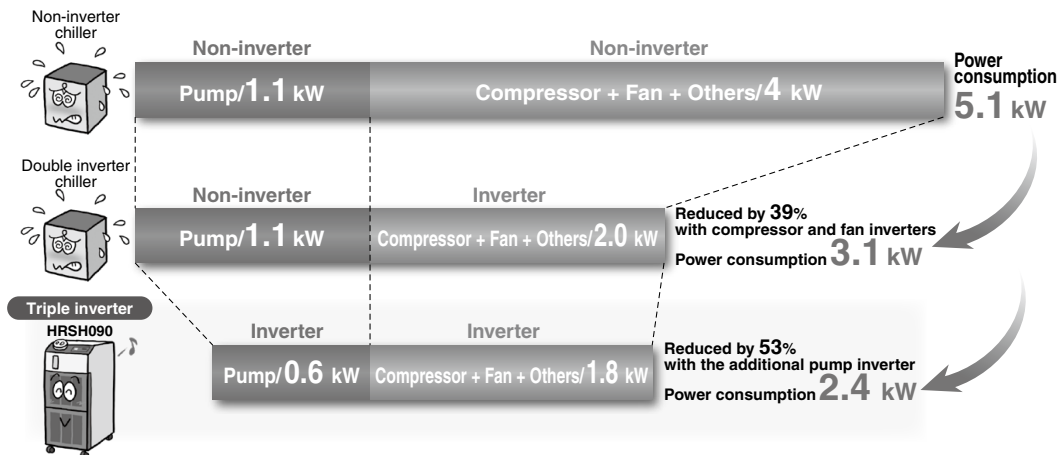 Non-inverter
chiller
Non-inverter
Non-inverter
Pump/1.1 kW
Compressor + Fan + Others/4 kW
Power
consumption
5.1 kW
Double inverter
chiller
Non-inverter
Inverter
Pump/1.1 kW
Compressor + Fan + Others/2.0 kW
Reduced by 39%
with compressor and fan inverters
Power consumption 3.1 kW
Triple inverter
HRSH090
Inverter
Inverter
Pump/0.6 kW
Compressor + Fan + Others/1.8 kW
Reduced by 53%
with the additional pump inverter
Power consumption 2.4 kW